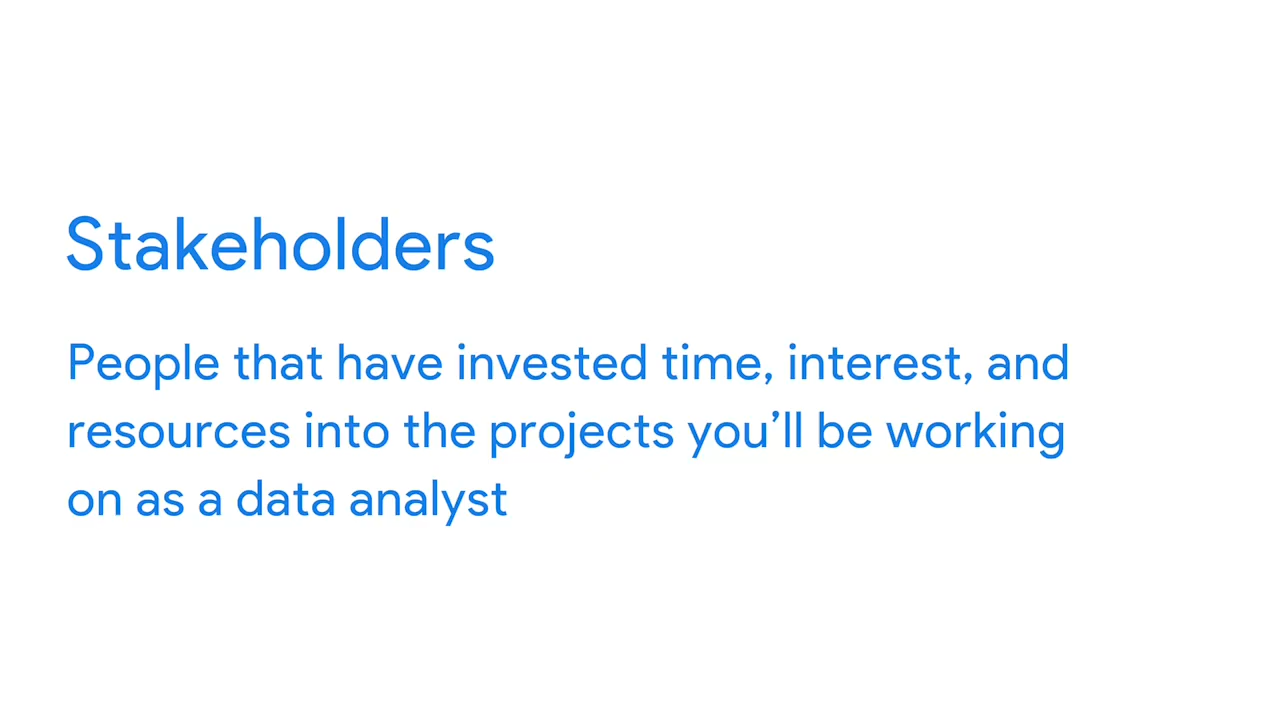 Stakeholders
People that have invested time, interest, and
resources into the projects you’ll be working
on as a data analyst